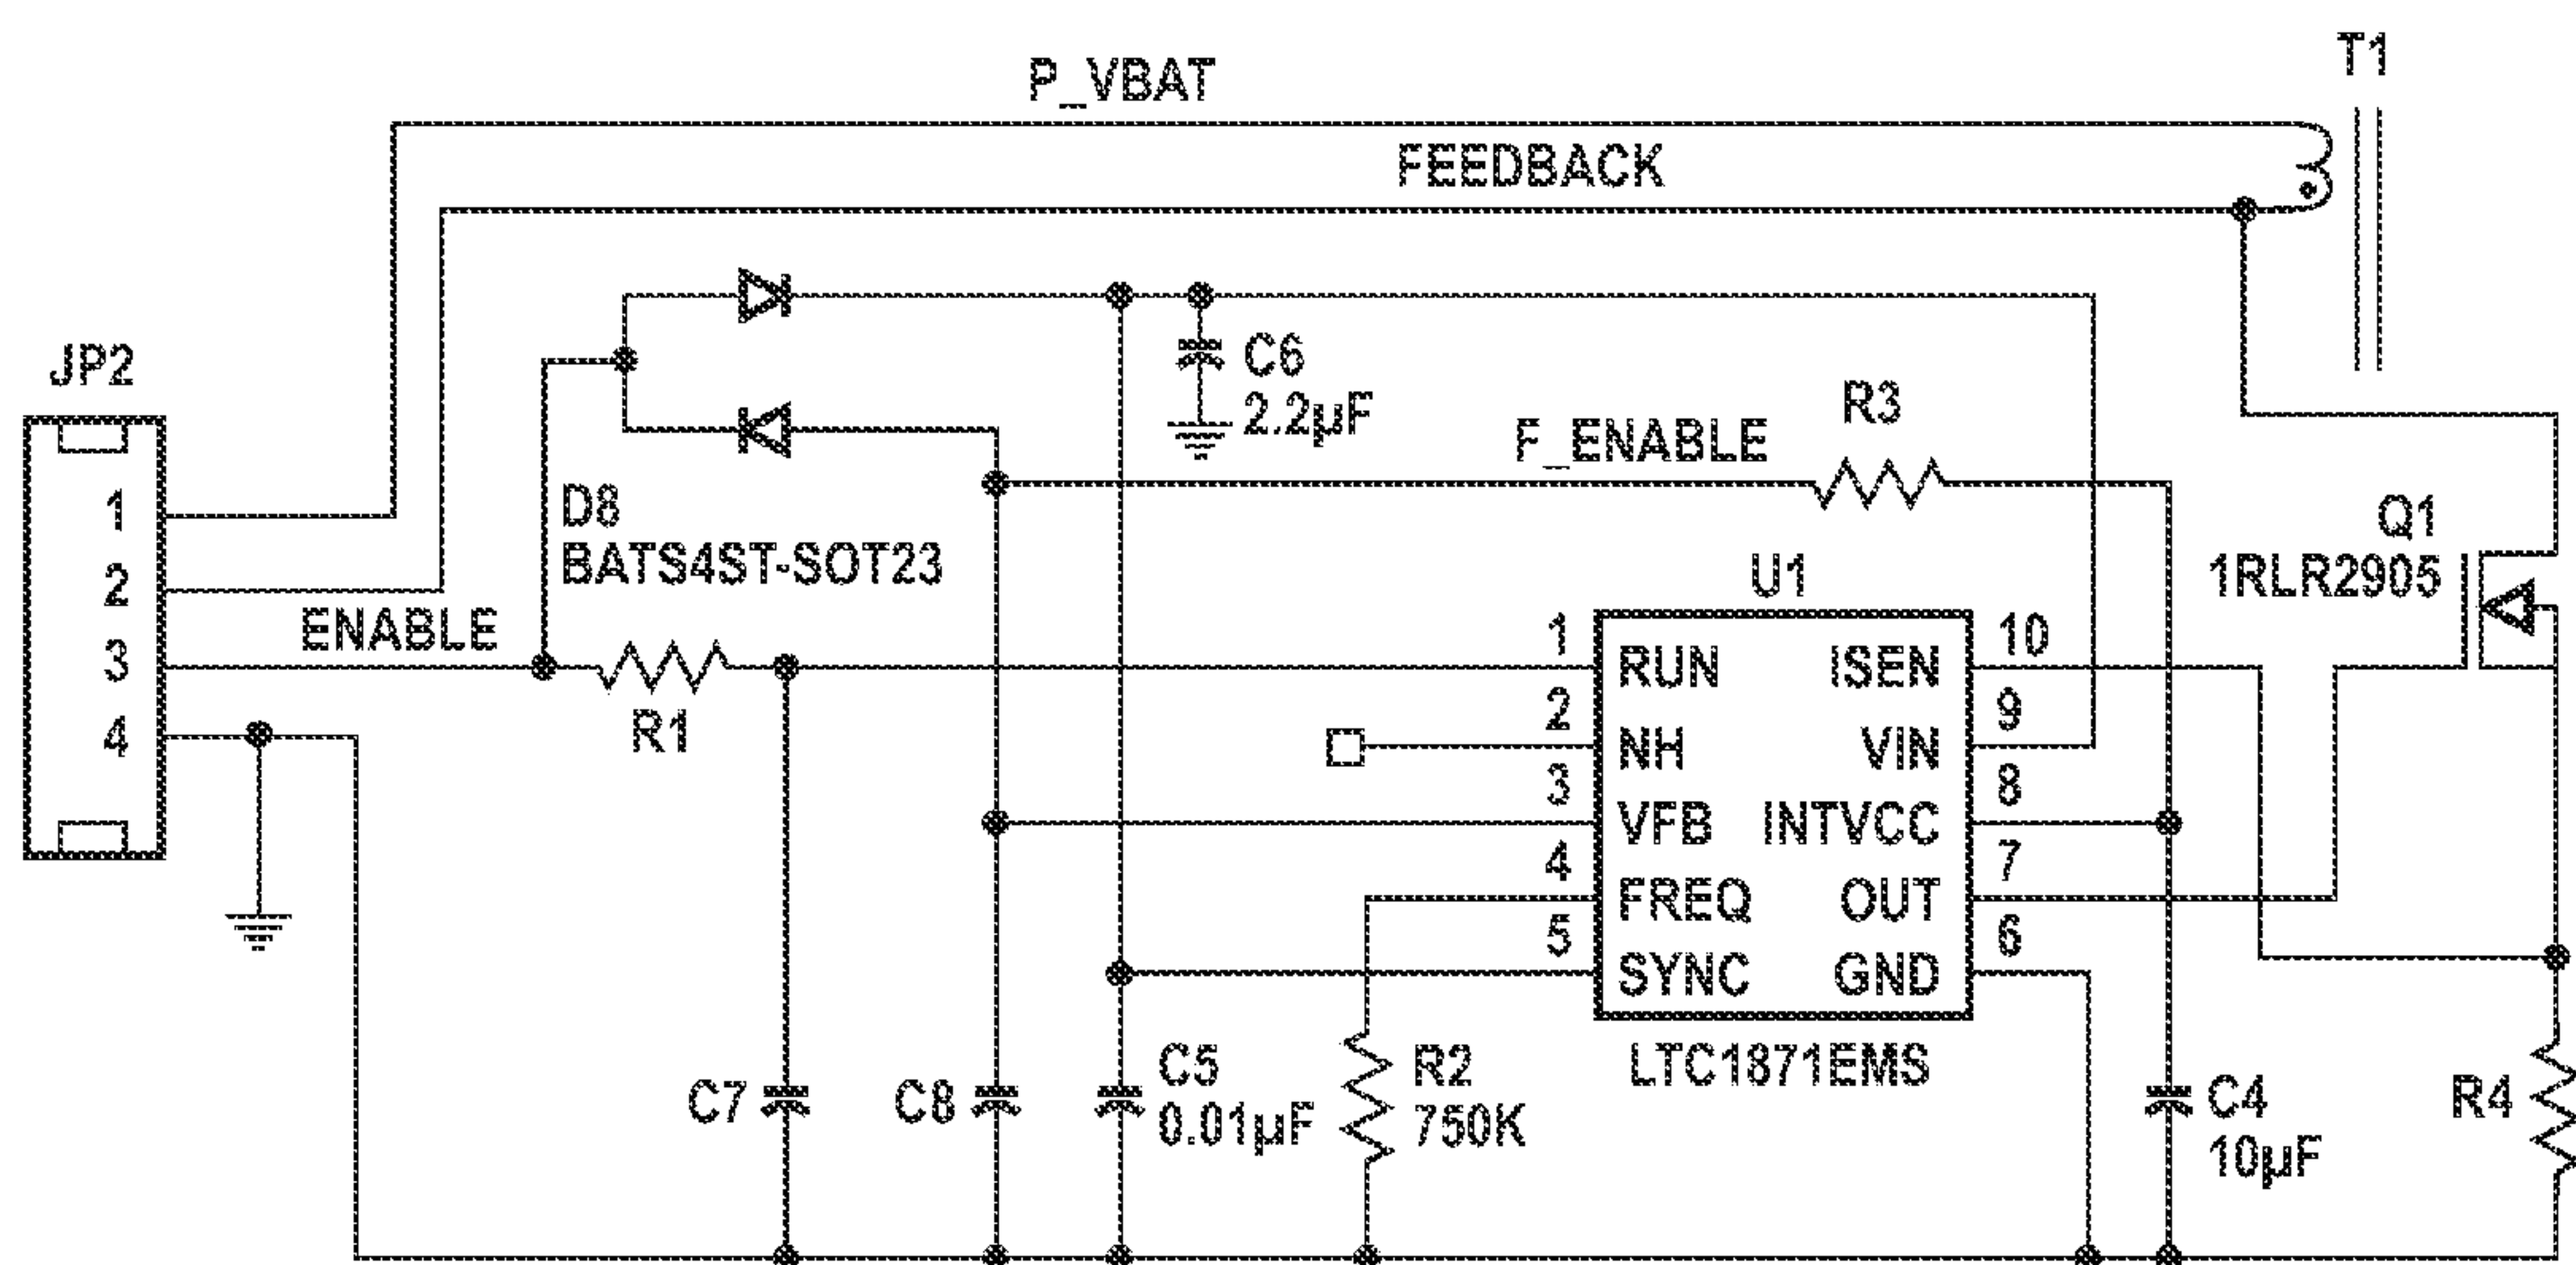 T1
P_VBAT
FEEDBACK
JP2
1
2
3
4
C6
2.2µF
R3
F_ENABLE
D8
BATS4ST-SOT23
ENABLE
R1
Q1
1RLR2905
U1
1 RUN ISEN 10
2 NH VIN 9
3 VFB INTVCC 8
4 FREQ OUT 7
5 SYNC GND 6
LTC1871EMS
C7
C8
C5
0.01µF
R2
750K
C4
10µF
R4